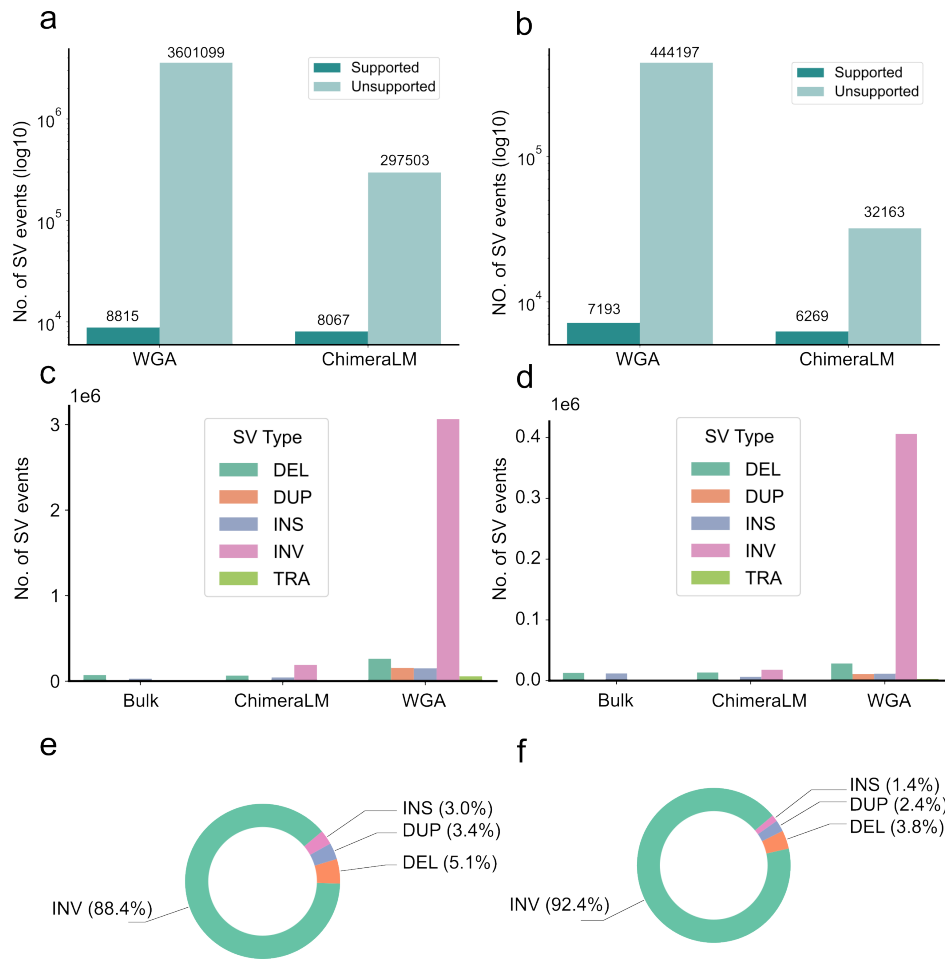 a
No. of SV events (log10)
10^6
10^5
10^4
3601099
297503
8815
8067
Supported
Unsupported
WGA
ChimeraLM
b
NO. of SV events (log10)
10^5
10^4
444197
32163
7193
6269
Supported
Unsupported
WGA
ChimeraLM
c
1e6
No. of SV events
3
2
1
0
SV Type
DEL
DUP
INS
INV
TRA
Bulk
ChimeraLM
WGA
d
1e6
No. of SV events
0.4
0.3
0.2
0.1
0.0
SV Type
DEL
DUP
INS
INV
TRA
Bulk
ChimeraLM
WGA
e
INS (3.0%)
DUP (3.4%)
DEL (5.1%)
INV (88.4%)
f
INS (1.4%)
DUP (2.4%)
DEL (3.8%)
INV (92.4%)